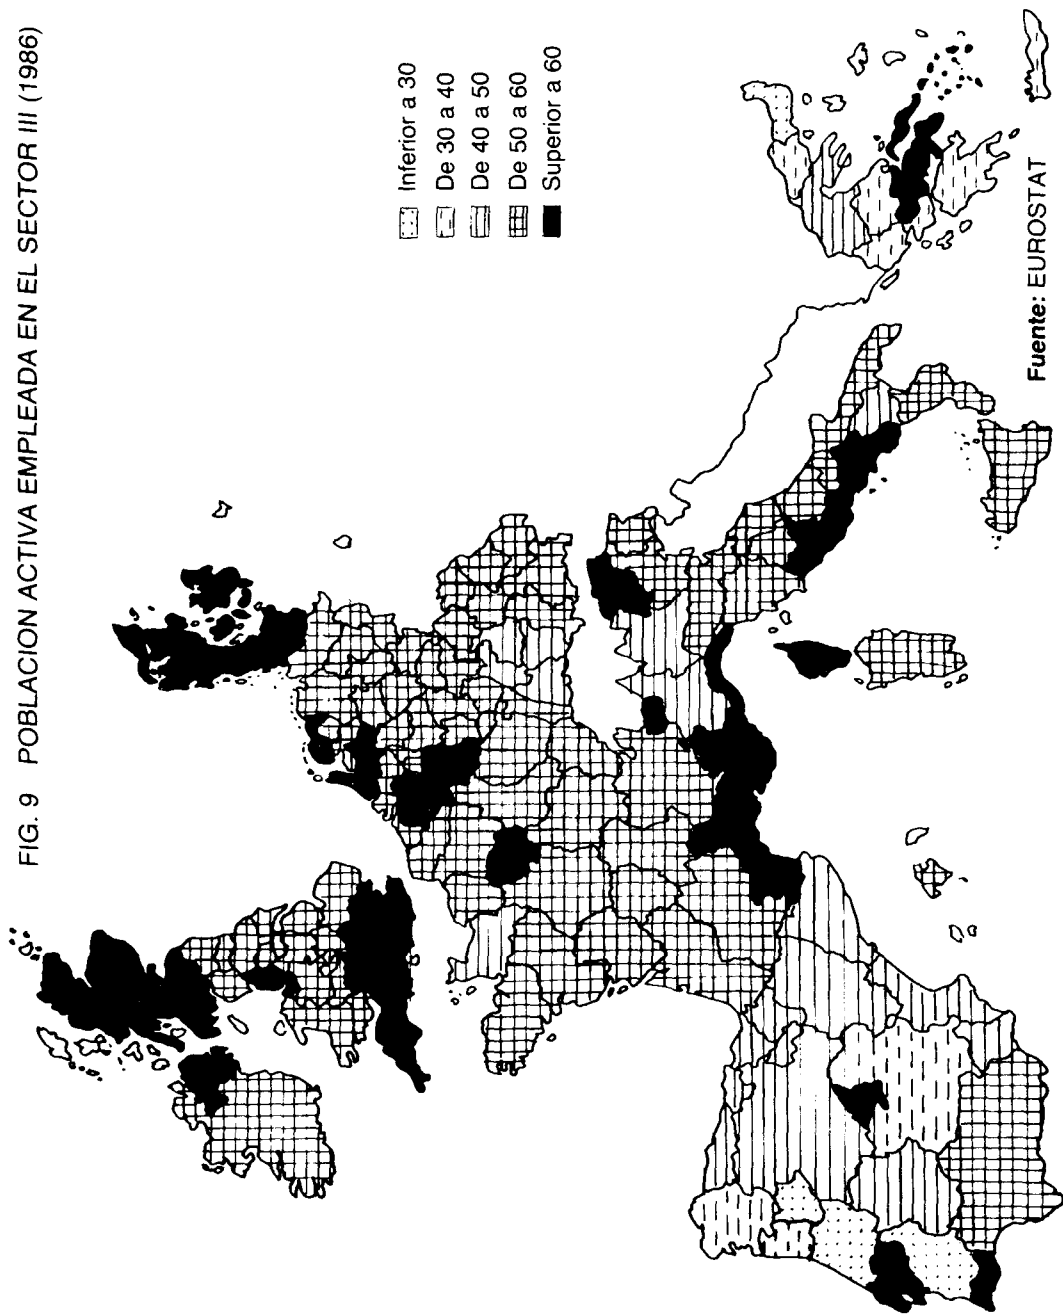 FIG. 9 POBLACION ACTIVA EMPLEADA EN EL SECTOR III (1986)
Inferior a 30
De 30 a 40
De 40 a 50
De 50 a 60
Superior a 60
Fuente: EUROSTAT